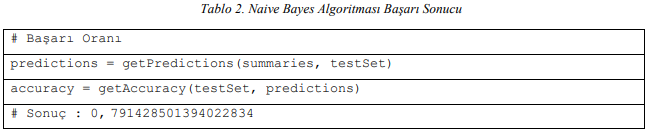 Tablo 2. Naive Bayes Algoritması Başarı Sonucu
# Başarı Oranı
predictions = getPredictions(summaries, testSet)
accuracy = getAccuracy(testSet, predictions)
# Sonuç : 0, 791428501394022834